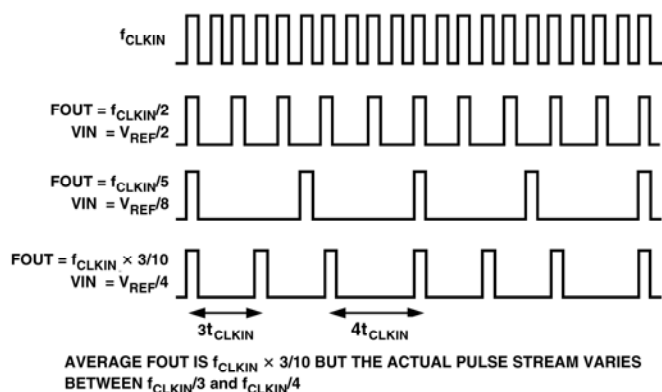 fCLKIN
FOUT = fCLKIN/2
VIN = VREF/2
FOUT = fCLKIN/5
VIN = VREF/8
FOUT = fCLKIN × 3/10
VIN = VREF/4
3tCLKIN
4tCLKIN
AVERAGE FOUT IS fCLKIN × 3/10 BUT THE ACTUAL PULSE STREAM VARIES
BETWEEN fCLKIN/3 and fCLKIN/4